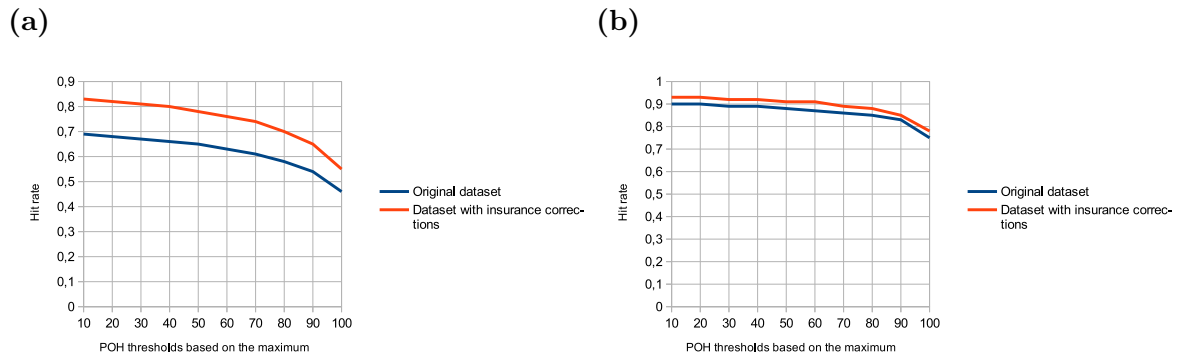 (a)
0,9
0,8
0,7
0,6
0,5
0,4
0,3
0,2
0,1
0
Hit rate
10 20 30 40 50 60 70 80 90 100
POH thresholds based on the maximum
Original dataset
Dataset with insurance correc-
tions
(b)
1
0,9
0,8
0,7
0,6
0,5
0,4
0,3
0,2
0,1
0
Hit rate
10 20 30 40 50 60 70 80 90 100
POH thresholds based on the maximum
Original dataset
Dataset with insurance correc-
tions